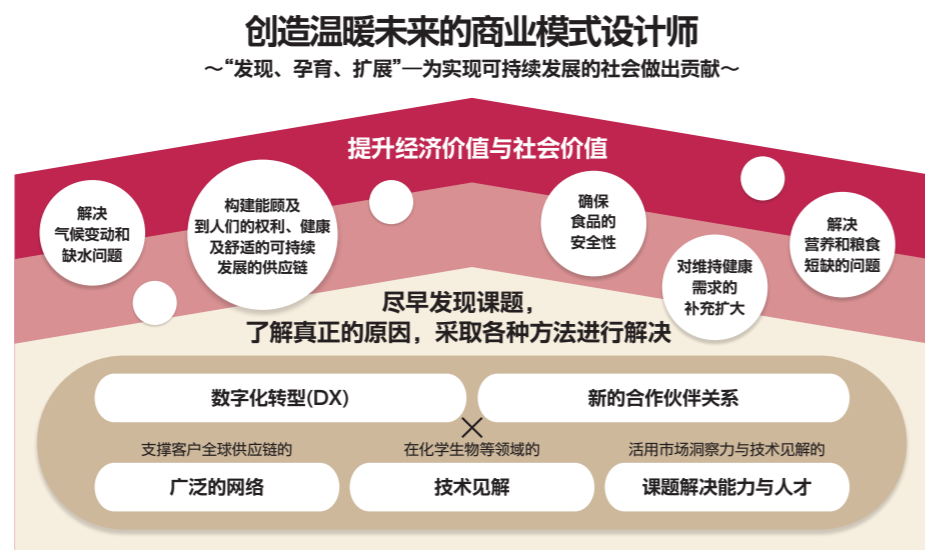 创造温暖未来的商业模式设计师
～“发现、孕育、扩展”—为实现可持续发展的社会做出贡献～
提升经济价值与社会价值
解决
气候变动和
缺水问题
构建能顾及
到人们的权利、健康
及舒适的可持续
发展的供应链
确保
食品的
安全性
对维持健康
需求的
补充扩大
解决
营养和粮食
短缺的问题
尽早发现课题，
了解真正的原因，采取各种方法进行解决
数字化转型(DX)
新的合作伙伴关系
×
支撑客户全球供应链的
广泛的网络
在化学生物等领域的
技术见解
活用市场洞察力与技术见解的
课题解决能力与人才